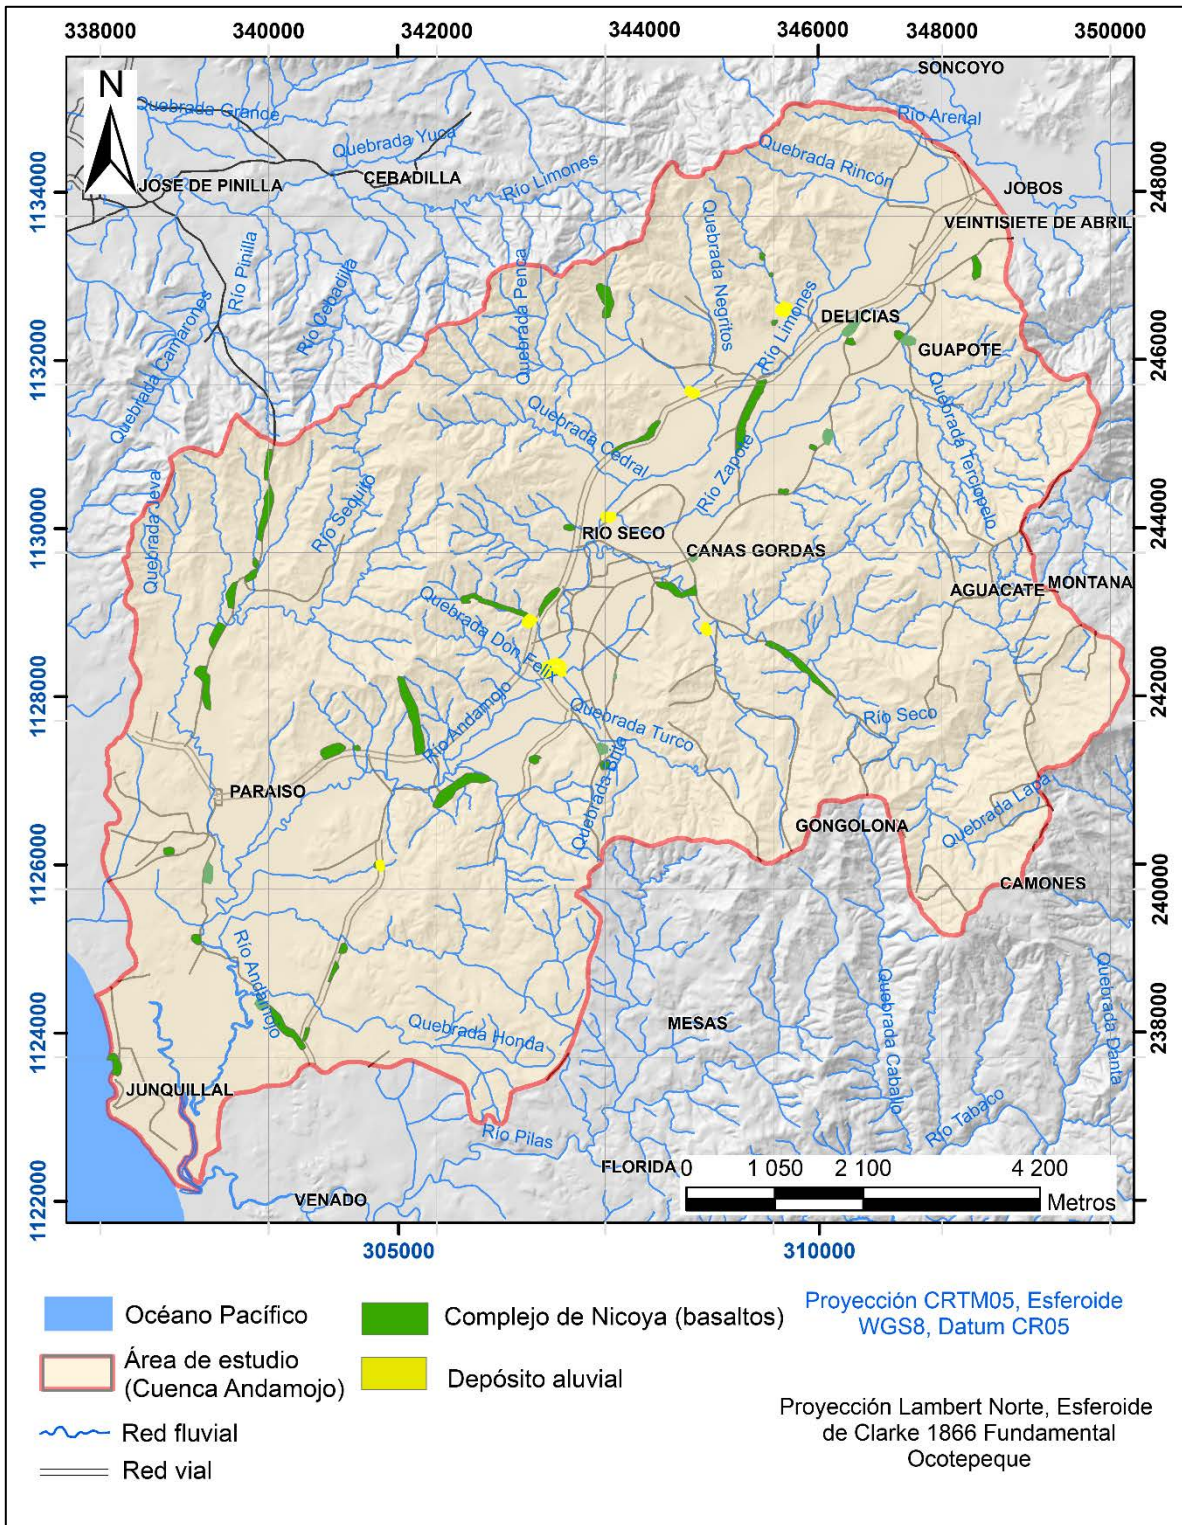 338000 340000 342000 344000 346000 348000 350000
SONCOYO
N
Quebrada Grande
Río Arenal
Quebrada Yuca
Quebrada Rincón
CEBADILLA
Río Limones
JOSE DE PINILLA
JOBOS
1134000
248000
VEINTISIETE DE ABRIL
Quebrada Negritos
Río Pinilla
Quebrada Penca
Río Cebadilla
Quebrada Camarones
Río Limones
DELICIAS
GUAPOTE
1132000
246000
Quebrada Cedral
Quebrada Terciopelo
Río Zapote
Quebrada Jeva
Río Sequito
1130000
244000
RIO SECO
CANAS GORDAS
AGUACATE
MONTANA
Quebrada Don Felix
1128000
242000
Río Andamojo
Quebrada Turco
Río Seco
Quebrada Brita
PARAISO
GONGOLONA
Quebrada Lapa
1126000
240000
CAMONES
Río Andamojo
Quebrada Honda
MESAS
Quebrada Caballo
Quebrada Danta
1124000
238000
JUNQUILLAL
Río Tabaco
Río Pilas
FLORIDA
VENADO
1122000
0 1 050 2 100 4 200
Metros
305000 310000
Océano Pacífico
Complejo de Nicoya (basaltos)
Proyección CRTM05, Esferoide
WGS8, Datum CR05
Área de estudio
(Cuenca Andamojo)
Depósito aluvial
Red fluvial
Red vial
Proyección Lambert Norte, Esferoide
de Clarke 1866 Fundamental
Ocotepeque